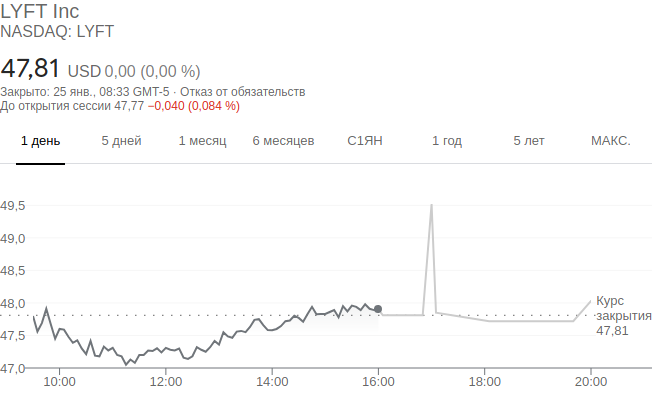 LYFT Inc
NASDAQ: LYFT
47,81 USD 0,00 (0,00 %)
Закрыто: 25 янв., 08:33 GMT-5 · Отказ от обязательств
До открытия сессии 47,77 −0,040 (0,084 %)
1 день 5 дней 1 месяц 6 месяцев С1ЯН 1 год 5 лет МАКС.
49,5
49,0
48,5
48,0
47,5
47,0
Курс
закрытия
47,81
10:00 12:00 14:00 16:00 18:00 20:00